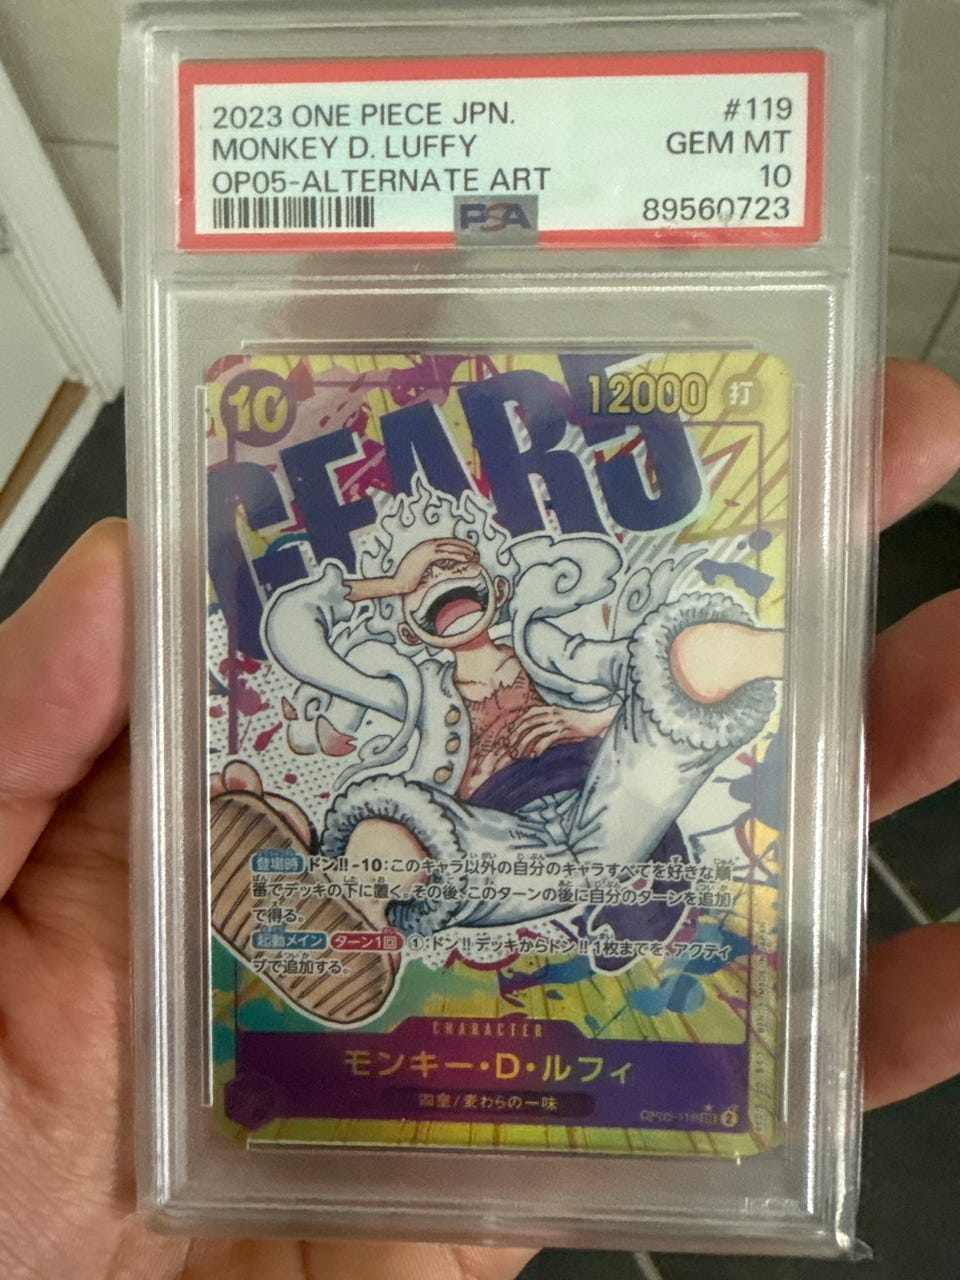 2023 ONE PIECE JPN. #119
MONKEY D. LUFFY GEM MT
OP05-ALTERNATE ART 10
PSA 89560723
10 12000 打
GEAR5
登場時 ドン!!-10:このキャラ以外の自分のキャラすべてを好きな順
番でデッキの下に置く。その後、このターンの後に自分のターンを追加
で得る。
起動メイン ターン1回 ①:ドン!!デッキからドン!!1枚までを、アクティ
ブで追加する。
CHARACTER
モンキー・D・ルフィ
四皇/麦わらの一味
OP05-119 2